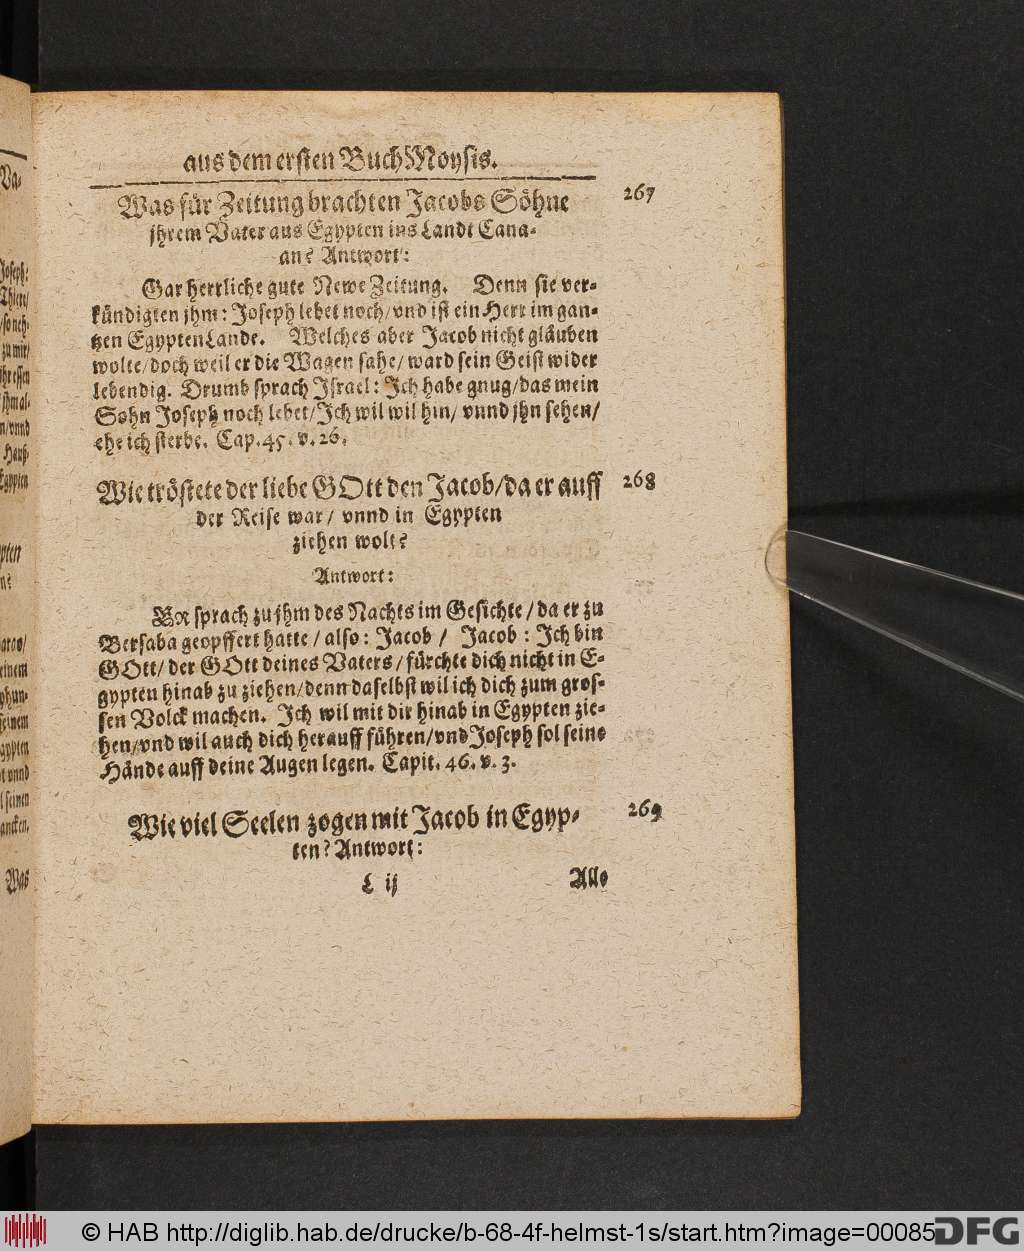 aus dem ersten Buch Moysis.
Was für Zeitung brachten Jacobs Söhne 267
jhrem Vater aus Egypten ins Landt Cana-
an? Antwort:
Gar herrliche gute Newe Zeitung. Denn sie ver-
kündigten jhm: Joseph lebet noch/ vnd ist ein Herr im gan-
tzen Egypten Lande. Welches aber Jacob nicht gläuben
wolte/ doch weil er die Wagen sahe/ ward sein Geist wider
lebendig. Drumb sprach Israel: Ich habe gnug/ das mein
Sohn Joseph noch lebet/ Ich wil wil hin/ vnnd jhn sehen/
ehe ich sterbe. Cap. 45. v. 26.
Wie tröstete der liebe GOtt den Jacob/ da er auff 268
der Reise war/ vnnd in Egypten
ziehen wolt?
Antwort:
ER sprach zu jhm des Nachts im Gesichte/ da er zu
Bersaba geopffert hatte/ also: Jacob/ Jacob: Ich bin
GOtt/ der GOtt deines Vaters/ fürchte dich nicht in E-
gypten hinab zu ziehen/ denn daselbst wil ich dich zum gros-
sen Volck machen. Ich wil mit dir hinab in Egypten zie-
hen/ vnd wil auch dich herauff führen/ vnd Joseph sol seine
Hände auff deine Augen legen. Capit. 46. v. 3.
Wie viel Seelen zogen mit Jacob in Egyp- 269
ten? Antwort:
L ij Alle
© HAB http://diglib.hab.de/drucke/b-68-4f-helmst-1s/start.htm?image=00085
DFG